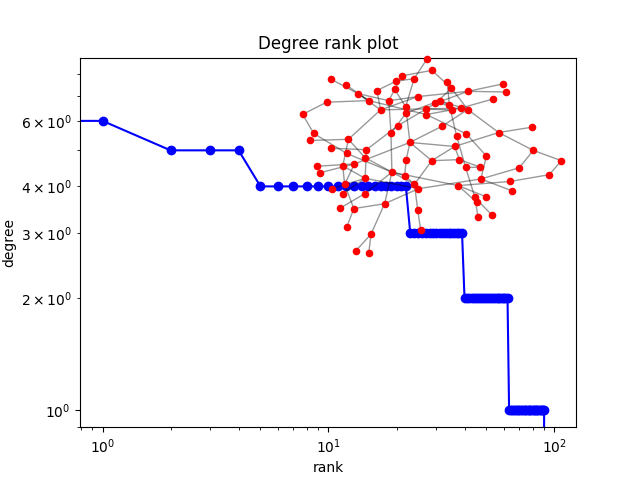 Degree rank plot
degree
6 × 10⁰
4 × 10⁰
3 × 10⁰
2 × 10⁰
10⁰
10⁰
10¹
10²
rank